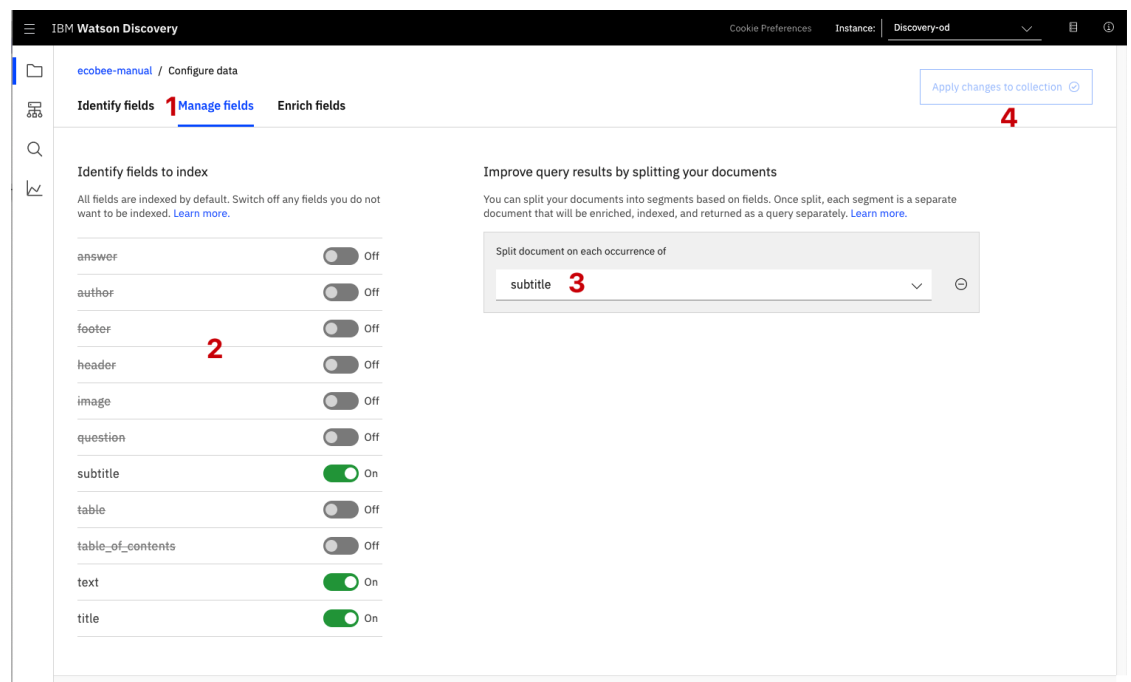 IBM Watson Discovery
Cookie Preferences
Instance:
Discovery-od
ecobee-manual / Configure data
Apply changes to collection
4
Identify fields
1
Manage fields
Enrich fields
Identify fields to index
All fields are indexed by default. Switch off any fields you do not
want to be indexed. Learn more.
answer Off
author Off
footer Off
2
header Off
image Off
question Off
subtitle On
table Off
table_of_contents Off
text On
title On
Improve query results by splitting your documents
You can split your documents into segments based on fields. Once split, each segment is a separate
document that will be enriched, indexed, and returned as a query separately. Learn more.
Split document on each occurrence of
subtitle 3